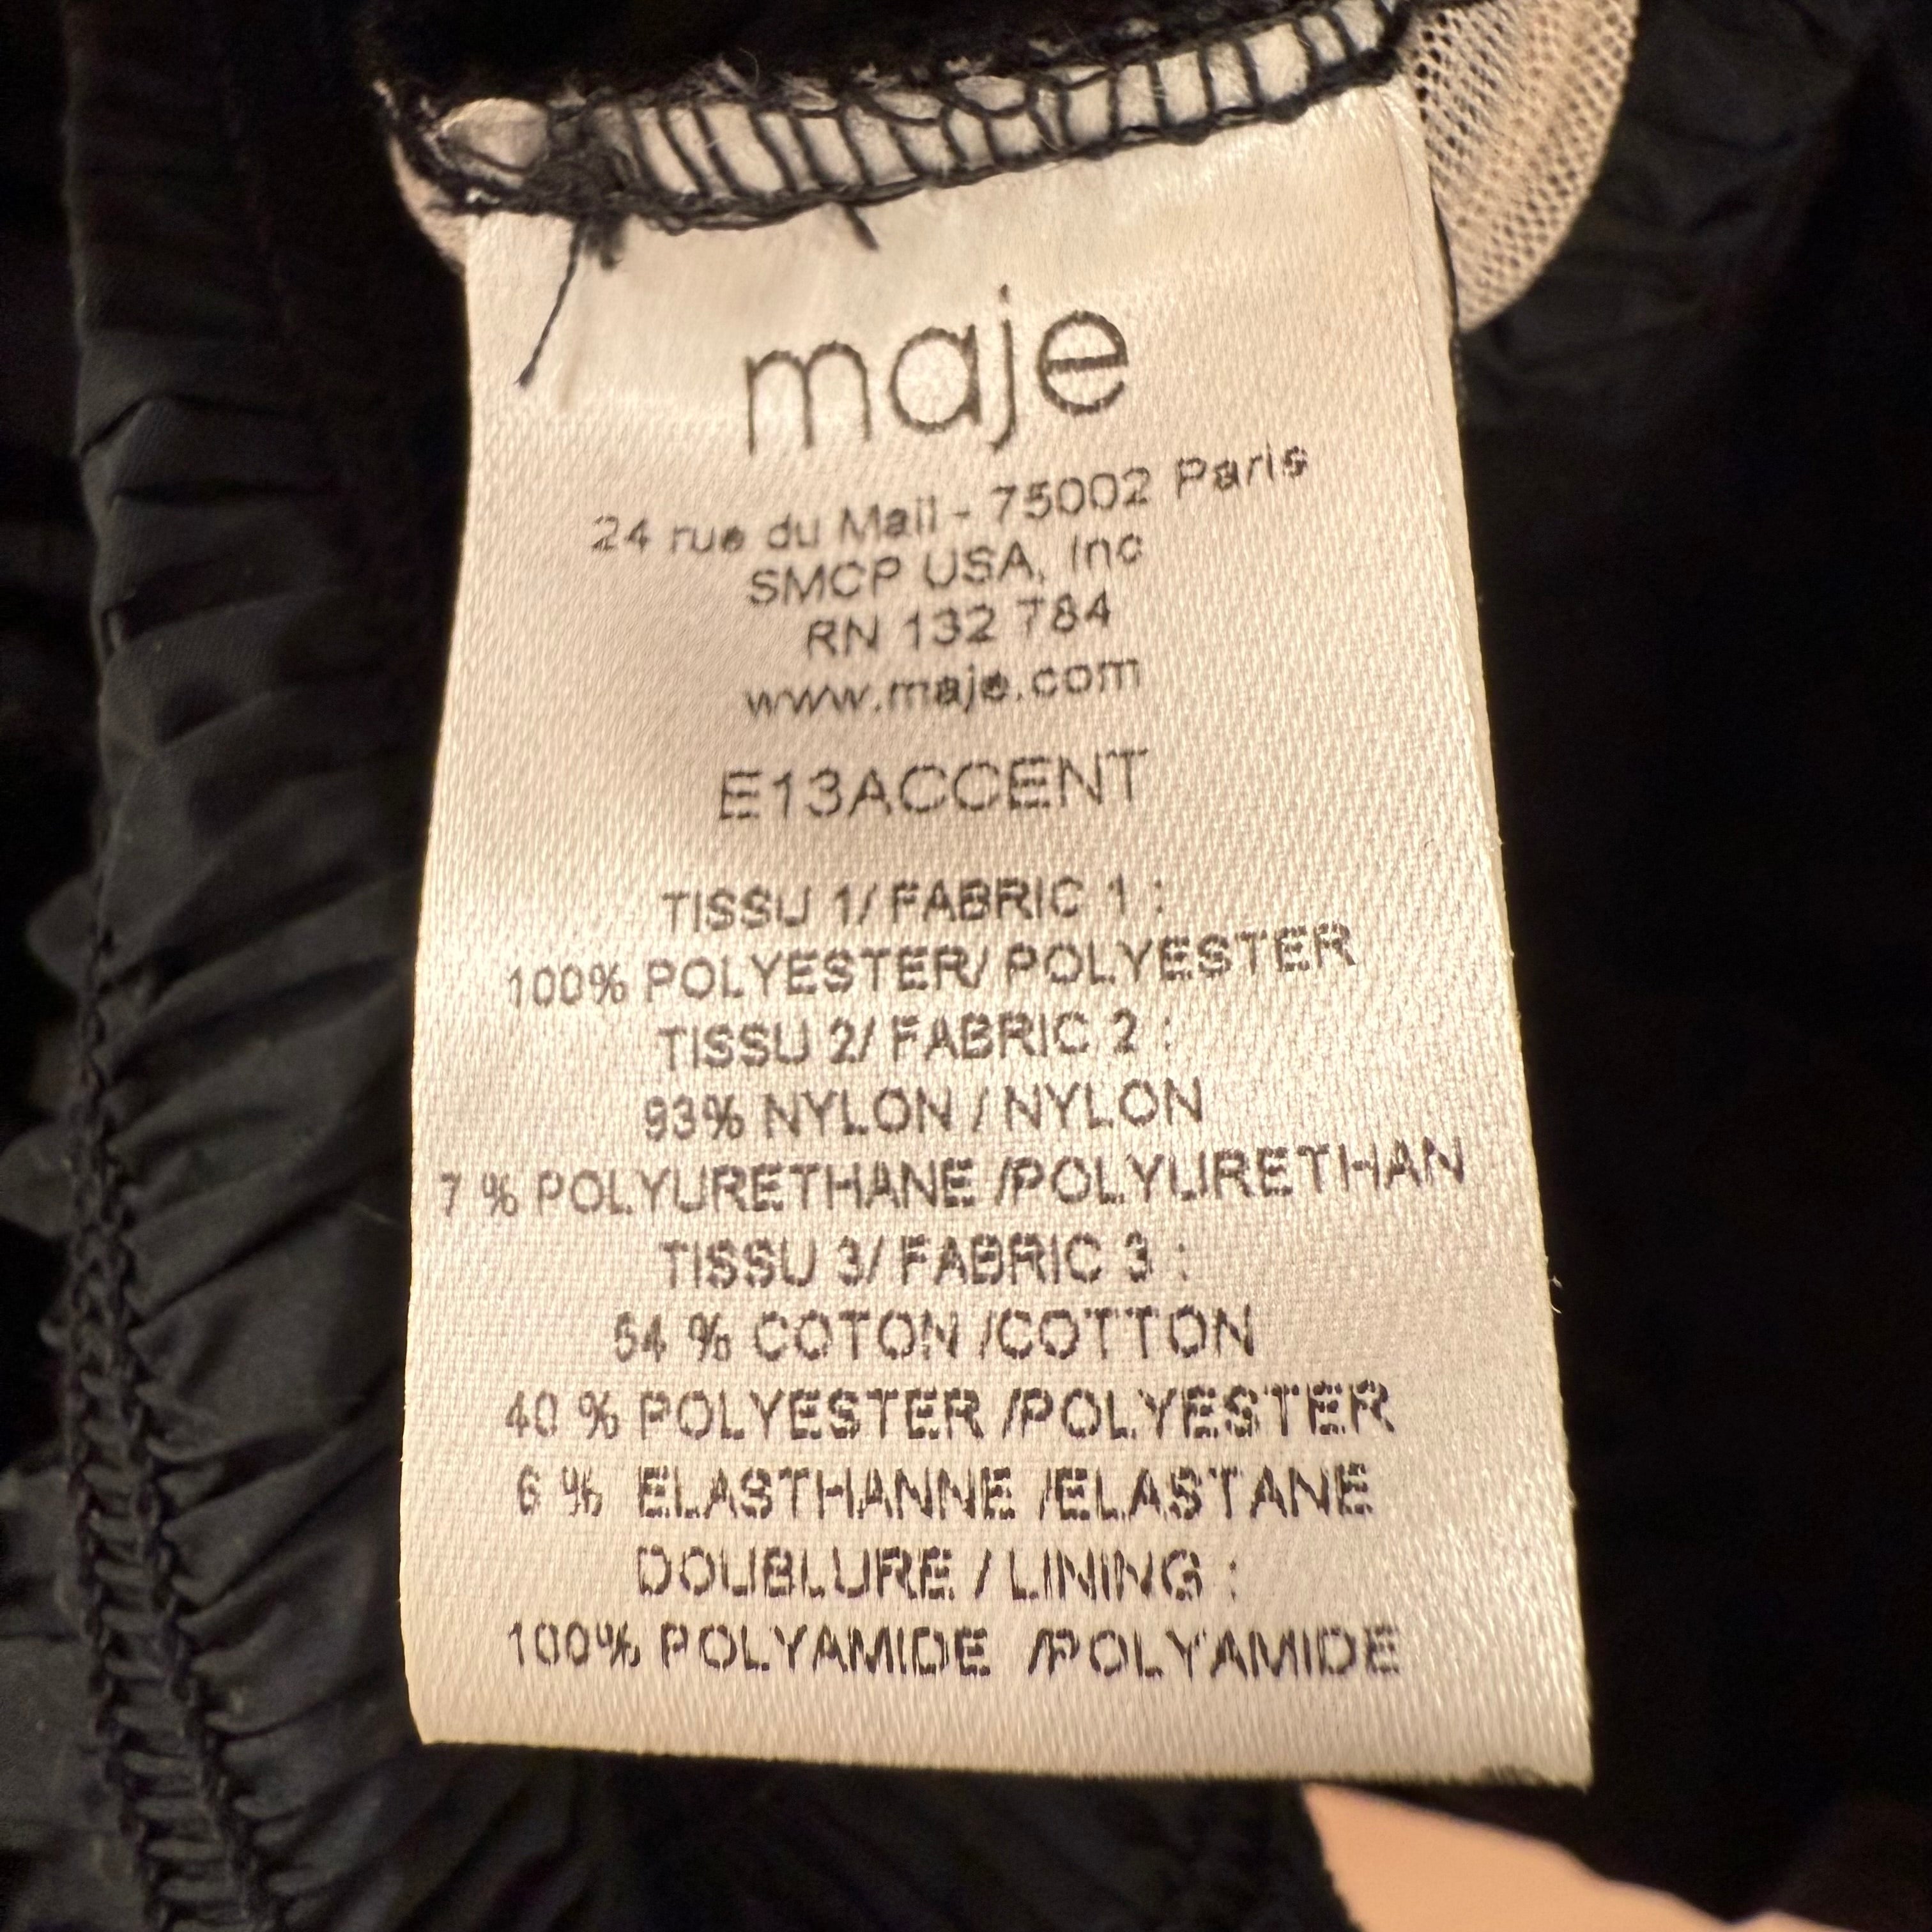 maje
24 rue du Mail - 75002 Paris
SMCP USA, Inc
RN 132 784
www.maje.com
E13ACCENT
TISSU 1/ FABRIC 1 :
100% POLYESTER/ POLYESTER
TISSU 2/ FABRIC 2 :
93% NYLON / NYLON
7 % POLYURETHANE /POLYURETHAN
TISSU 3/ FABRIC 3 :
54 % COTON /COTTON
40 % POLYESTER /POLYESTER
6 % ELASTHANNE /ELASTANE
DOUBLURE / LINING :
100% POLYAMIDE /POLYAMIDE